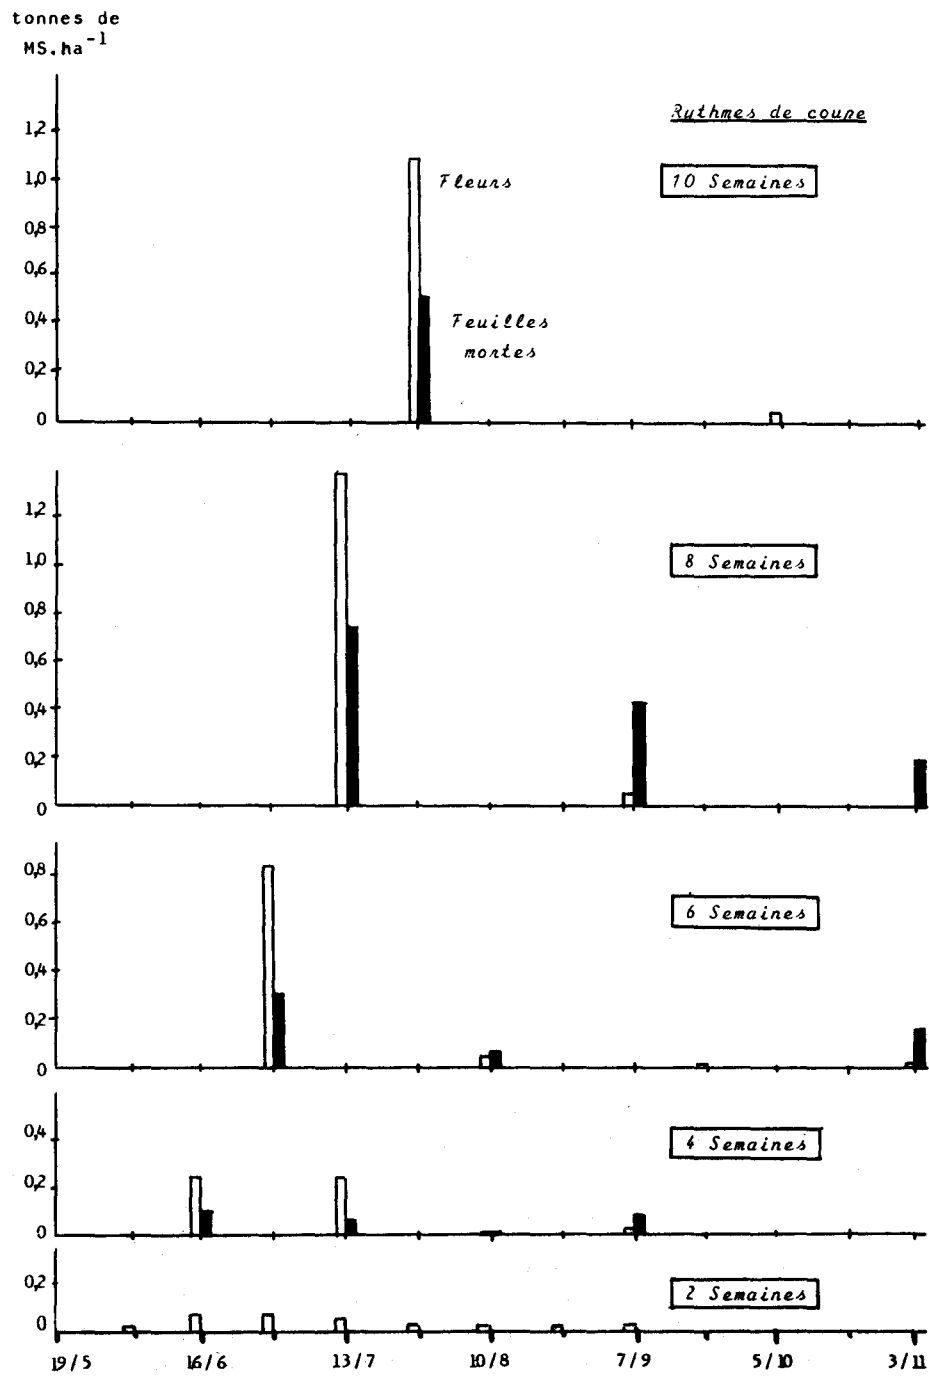 tonnes de
MS.ha⁻¹
Rythmes de coupe
1,2
1,0
0,8
0,6
0,4
0,2
0
10 Semaines
Fleurs
Feuilles
mortes
1,2
1,0
0,8
0,6
0,4
0,2
0
8 Semaines
0,8
0,6
0,4
0,2
0
6 Semaines
0,4
0,2
0
4 Semaines
0,2
0
2 Semaines
19/5 16/6 13/7 10/8 7/9 5/10 3/11